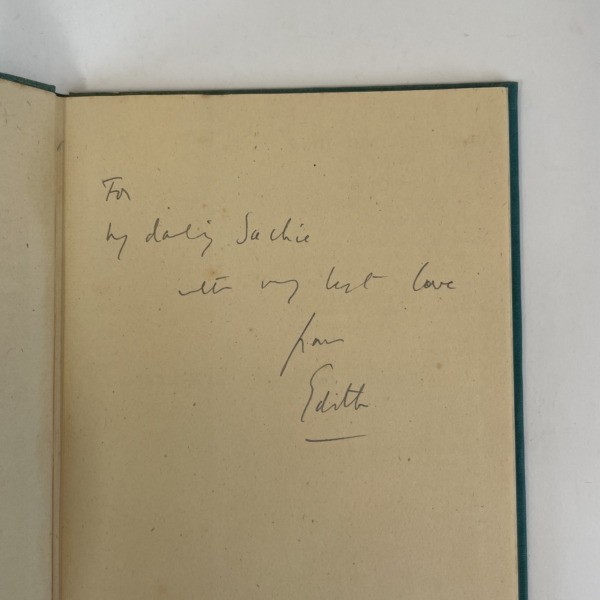 For
my darling Sachie
with my best love
from
Edith